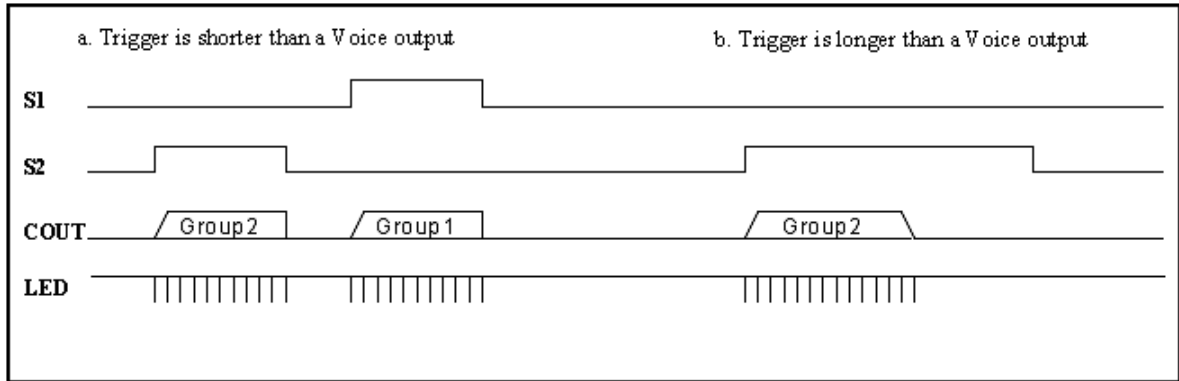 a. Trigger is shorter than a Voice output
b. Trigger is longer than a Voice output
S1
S2
COUT
Group2
Group1
Group2
LED